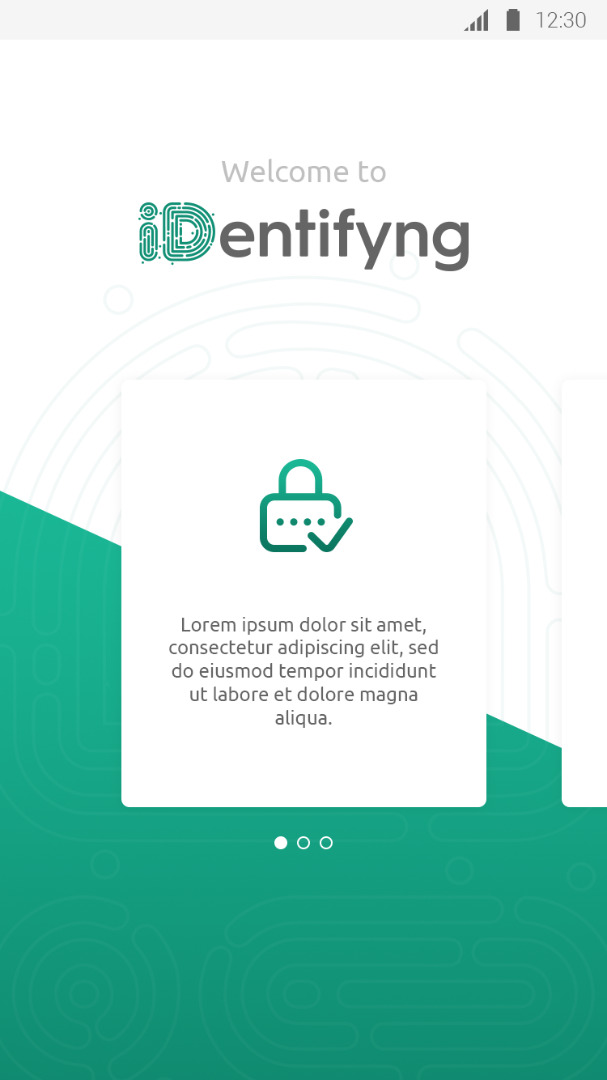 12:30
Welcome to
iDentifyng
Lorem ipsum dolor sit amet,
consectetur adipiscing elit, sed
do eiusmod tempor incididunt
ut labore et dolore magna
aliqua.